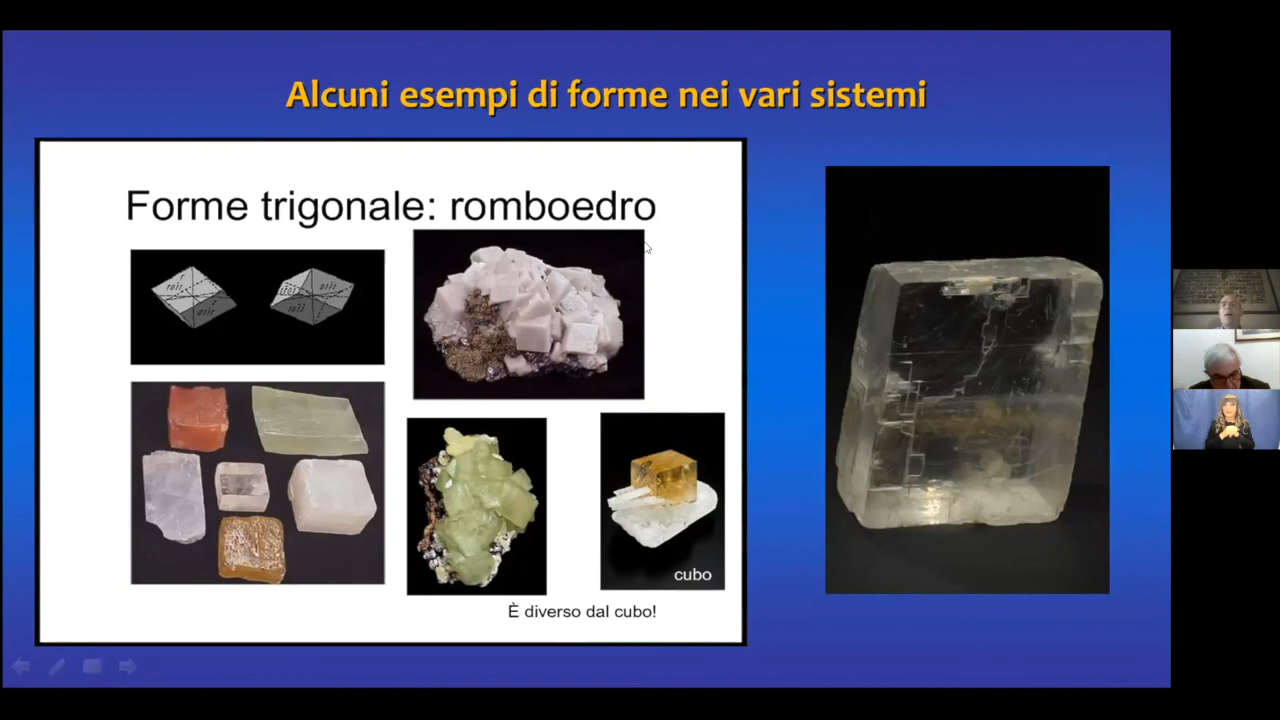 Alcuni esempi di forme nei vari sistemi
Forme trigonale: romboedro
cubo
È diverso dal cubo!